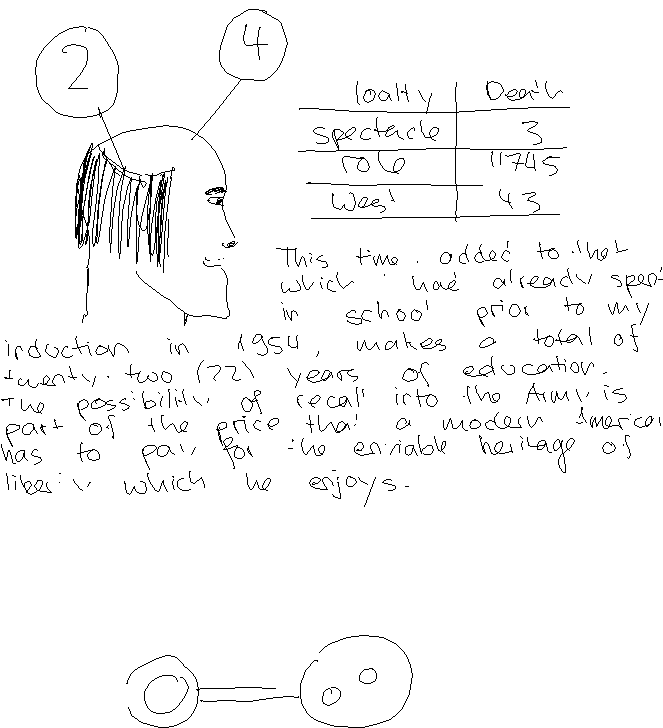 2
4
loalty Death
spectacle 3
role 11745
West 43
This time added to that
which I had already spent
in school prior to my
induction in 1954, makes a total of
twenty-two (22) years of education.
The possibility of recall into the Army is
part of the price that a modern American
has to pay for the enviable heritage of
liberty which he enjoys.